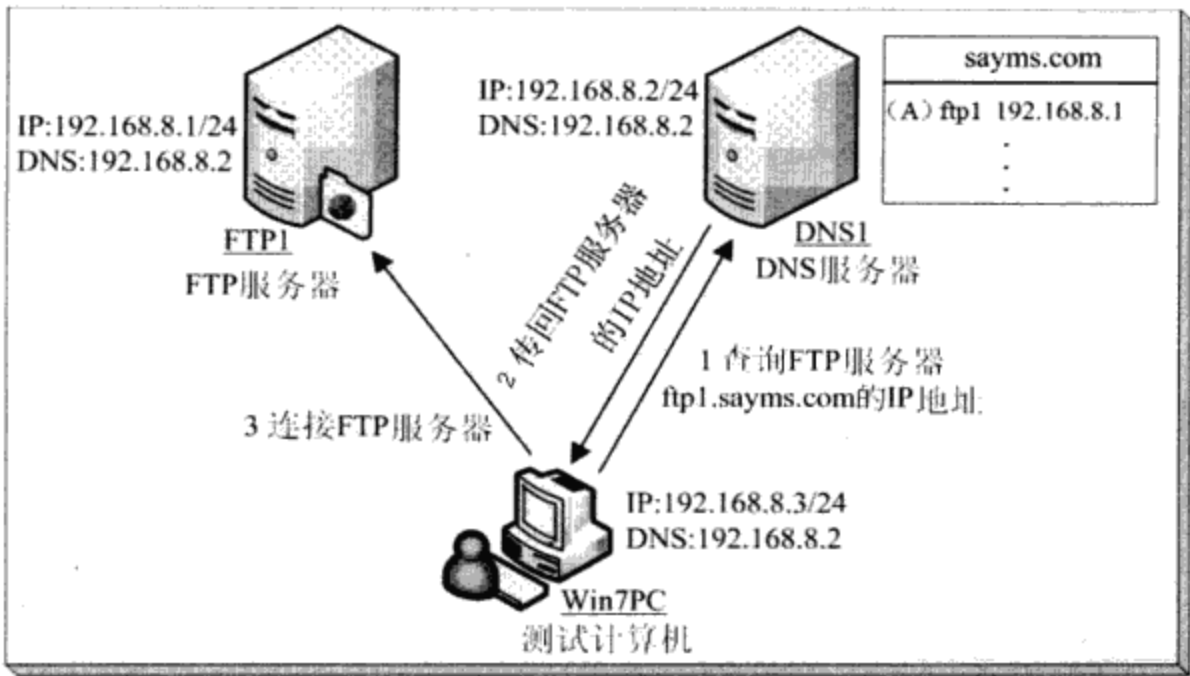 IP:192.168.8.1/24
DNS:192.168.8.2
FTP1
FTP服务器
IP:192.168.8.2/24
DNS:192.168.8.2
DNS1
DNS服务器
sayms.com
(A) ftp1 192.168.8.1
.
.
.
2 传回FTP服务器
的IP地址
1 查询FTP服务器
ftp1.sayms.com的IP地址
3 连接FTP服务器
IP:192.168.8.3/24
DNS:192.168.8.2
Win7PC
测试计算机